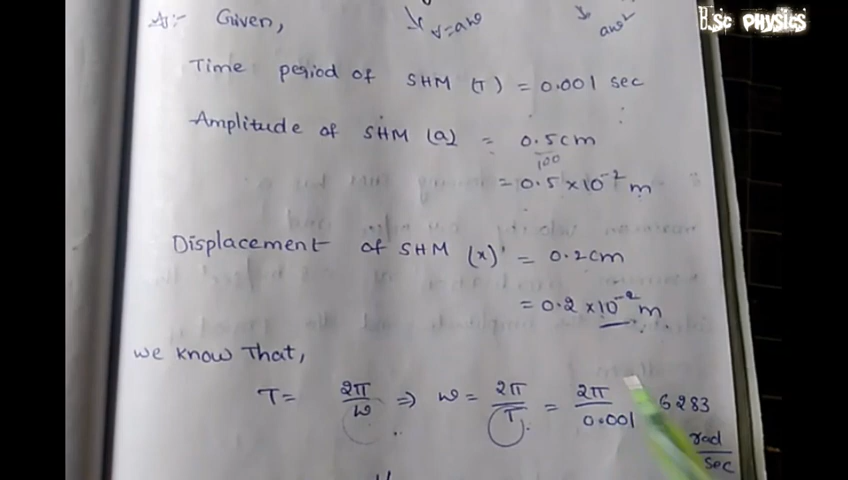 B.Sc PHYSICS
A:- Given,
v=aω
aω²
Time period of SHM (T) = 0.001 sec
Amplitude of SHM (a) = 0.5cm
100
= 0.5 × 10⁻² m
Displacement of SHM (x) = 0.2cm
= 0.2 × 10⁻² m
We know That,
T = 2π/ω ⇒ ω = 2π/T = 2π/0.001 6283
rad/sec